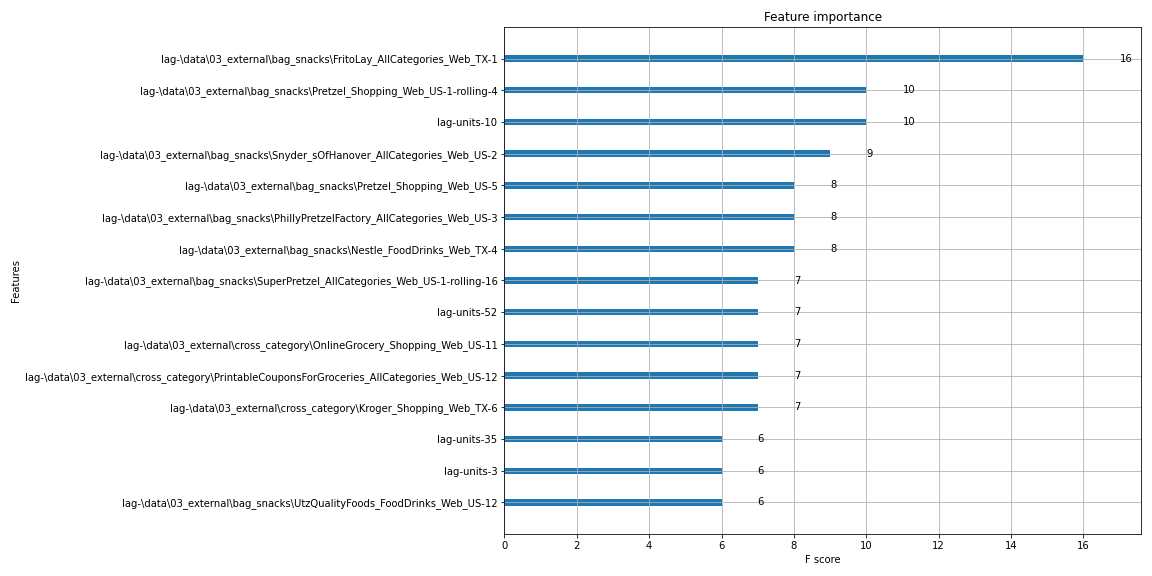 Feature importance
Features
lag-\data\03_external\bag_snacks\FritoLay_AllCategories_Web_TX-1 16
lag-\data\03_external\bag_snacks\Pretzel_Shopping_Web_US-1-rolling-4 10
lag-units-10 10
lag-\data\03_external\bag_snacks\Snyder_sOfHanover_AllCategories_Web_US-2 9
lag-\data\03_external\bag_snacks\Pretzel_Shopping_Web_US-5 8
lag-\data\03_external\bag_snacks\PhillyPretzelFactory_AllCategories_Web_US-3 8
lag-\data\03_external\bag_snacks\Nestle_FoodDrinks_Web_TX-4 8
lag-\data\03_external\bag_snacks\SuperPretzel_AllCategories_Web_US-1-rolling-16 7
lag-units-52 7
lag-\data\03_external\cross_category\OnlineGrocery_Shopping_Web_US-11 7
lag-\data\03_external\cross_category\PrintableCouponsForGroceries_AllCategories_Web_US-12 7
lag-\data\03_external\cross_category\Kroger_Shopping_Web_TX-6 7
lag-units-35 6
lag-units-3 6
lag-\data\03_external\bag_snacks\UtzQualityFoods_FoodDrinks_Web_US-12 6
0 2 4 6 8 10 12 14 16
F score